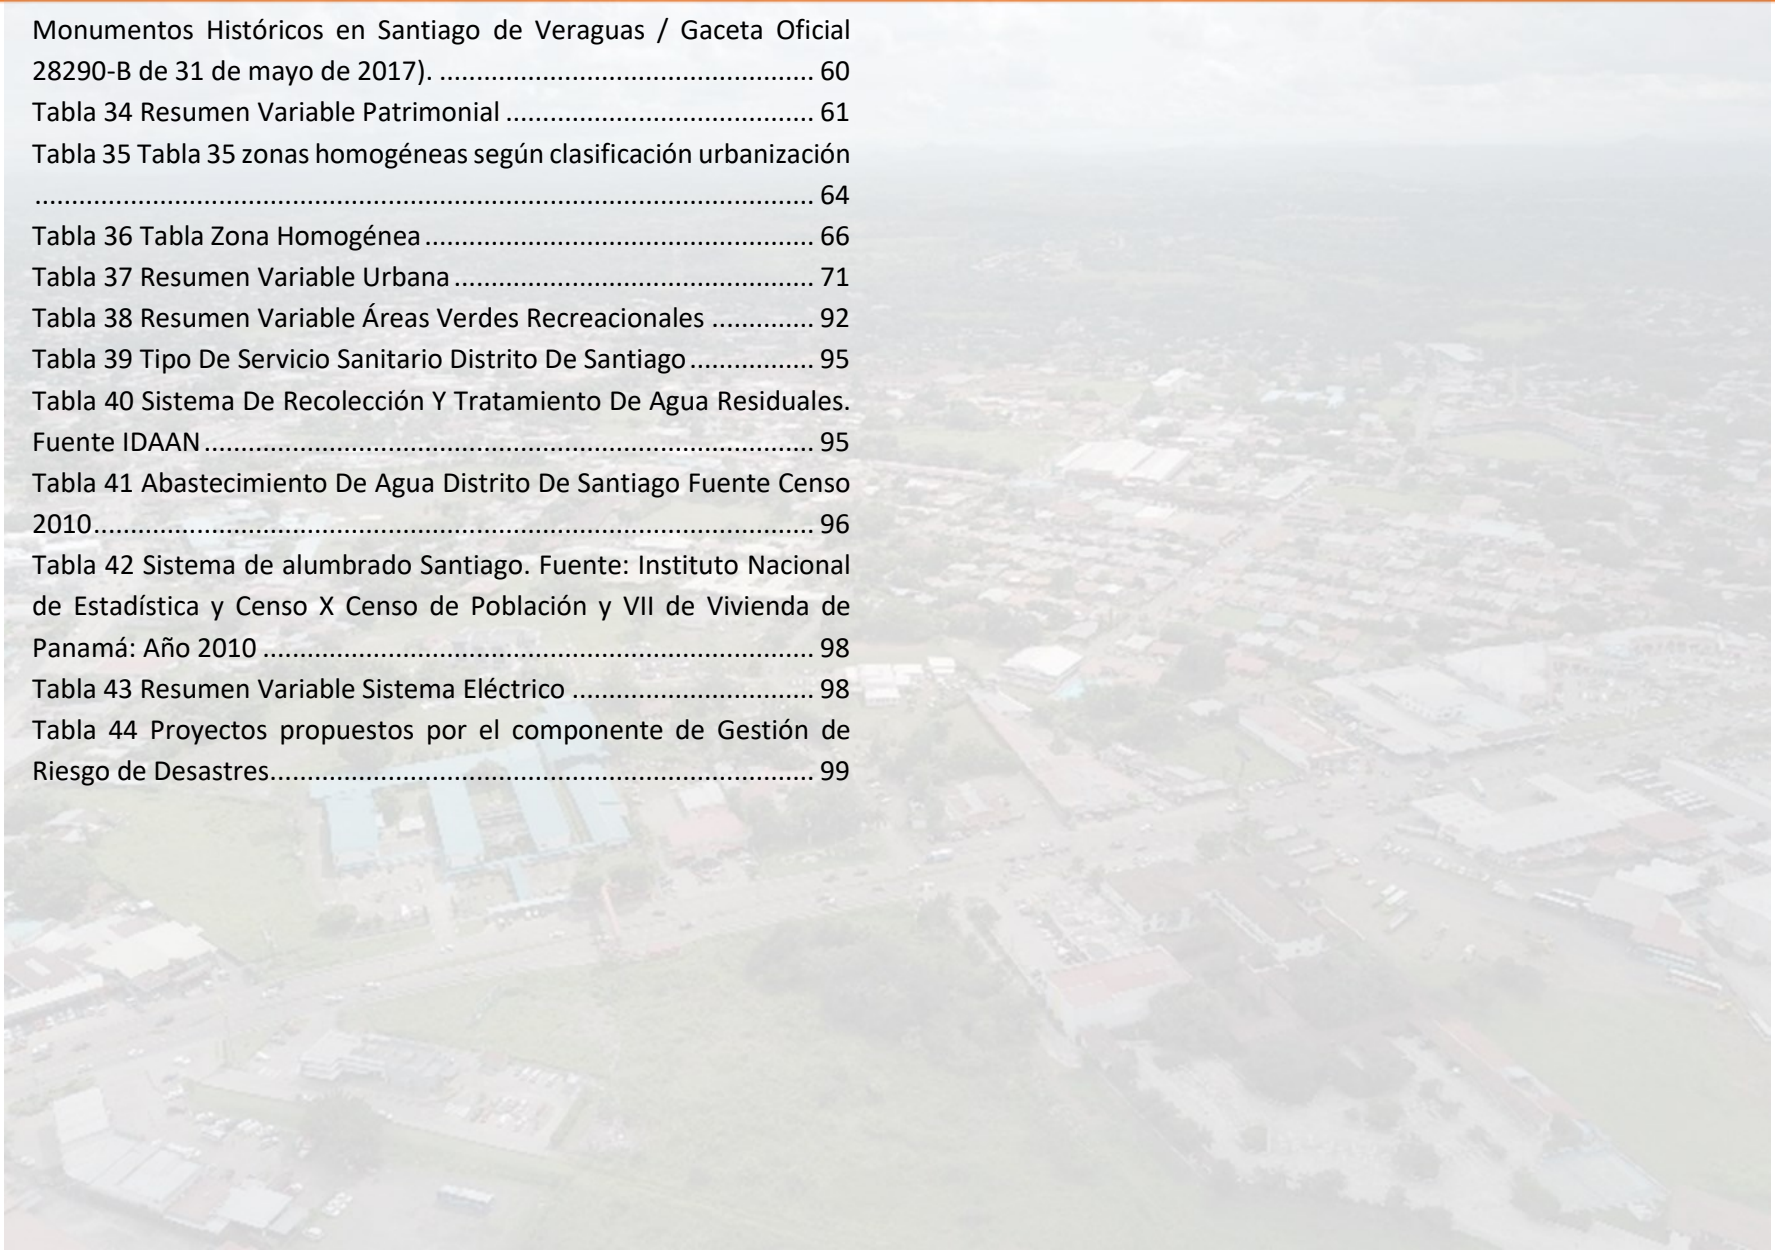 Monumentos Históricos en Santiago de Veraguas / Gaceta Oficial
28290-B de 31 de mayo de 2017). ................................................... 60
Tabla 34 Resumen Variable Patrimonial .......................................... 61
Tabla 35 Tabla 35 zonas homogéneas según clasificación urbanización
.......................................................................................................... 64
Tabla 36 Tabla Zona Homogénea ..................................................... 66
Tabla 37 Resumen Variable Urbana ................................................. 71
Tabla 38 Resumen Variable Áreas Verdes Recreacionales .............. 92
Tabla 39 Tipo De Servicio Sanitario Distrito De Santiago ................. 95
Tabla 40 Sistema De Recolección Y Tratamiento De Agua Residuales.
Fuente IDAAN ................................................................................... 95
Tabla 41 Abastecimiento De Agua Distrito De Santiago Fuente Censo
2010.................................................................................................. 96
Tabla 42 Sistema de alumbrado Santiago. Fuente: Instituto Nacional
de Estadística y Censo X Censo de Población y VII de Vivienda de
Panamá: Año 2010 ........................................................................... 98
Tabla 43 Resumen Variable Sistema Eléctrico ................................. 98
Tabla 44 Proyectos propuestos por el componente de Gestión de
Riesgo de Desastres.......................................................................... 99